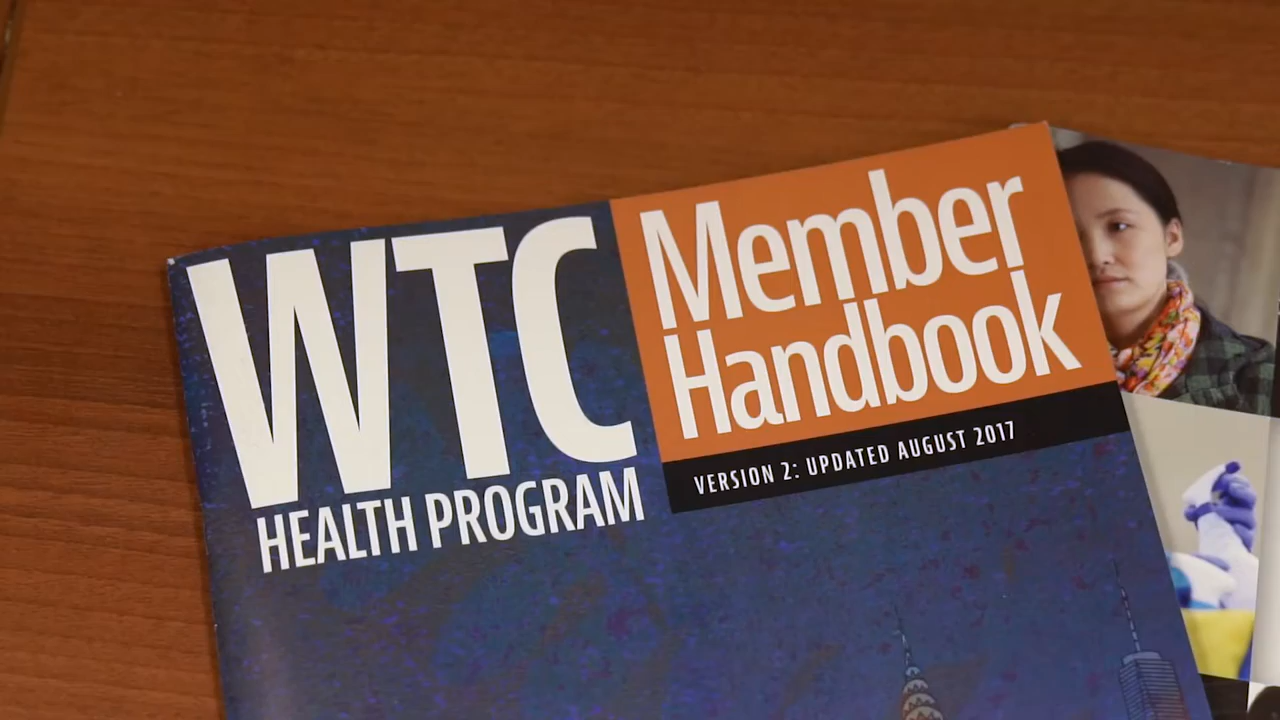 WTC
HEALTH PROGRAM
Member
Handbook
VERSION 2: UPDATED AUGUST 2017